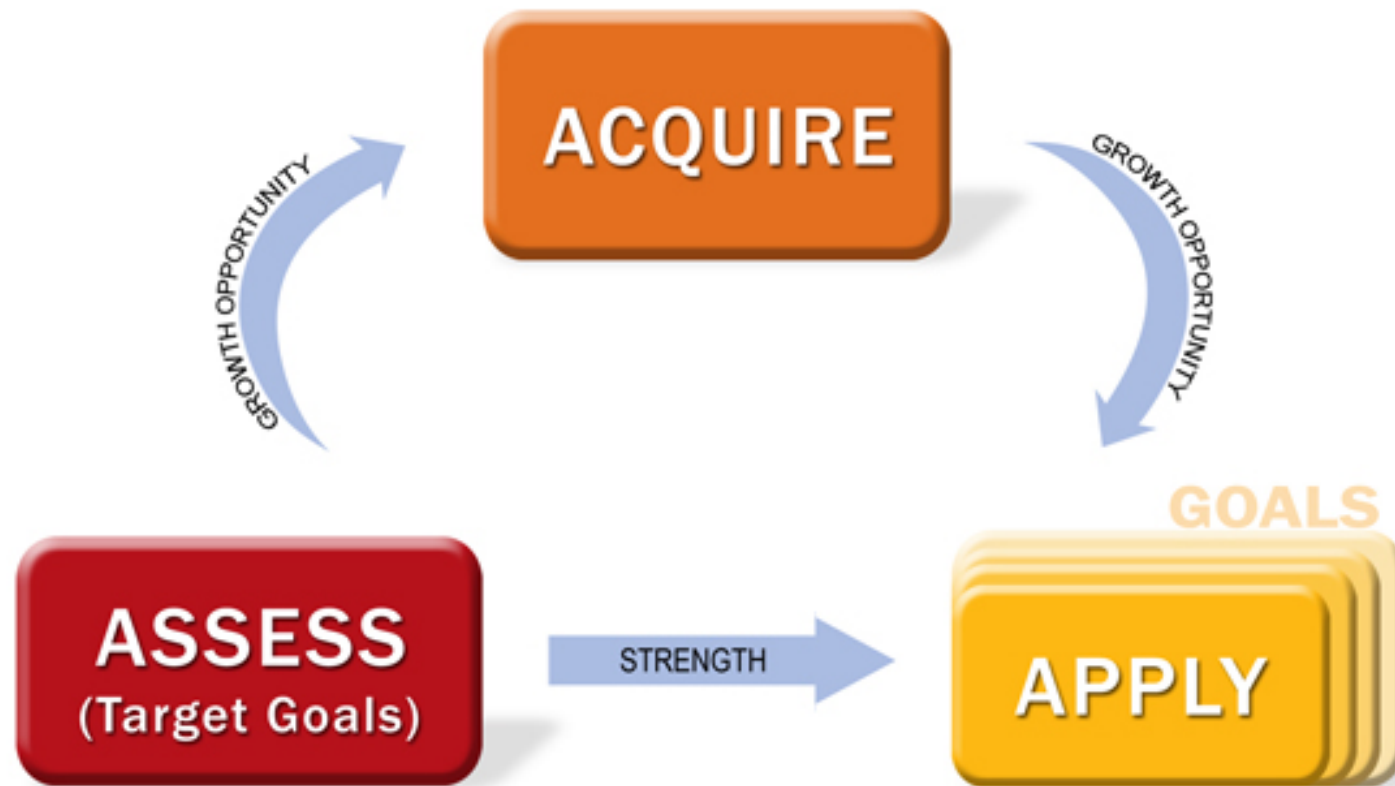 ACQUIRE
GROWTH OPPORTUNITY
GROWTH OPPORTUNITY
GOALS
ASSESS
(Target Goals)
STRENGTH
APPLY